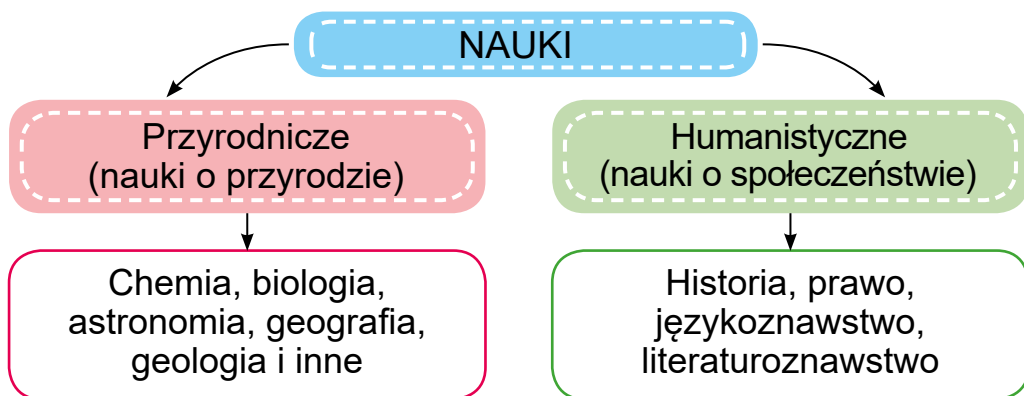 NAUKI
Przyrodnicze
(nauki o przyrodzie)
Humanistyczne
(nauki o społeczeństwie)
Chemia, biologia,
astronomia, geografia,
geologia i inne
Historia, prawo,
językoznawstwo,
literaturoznawstwo